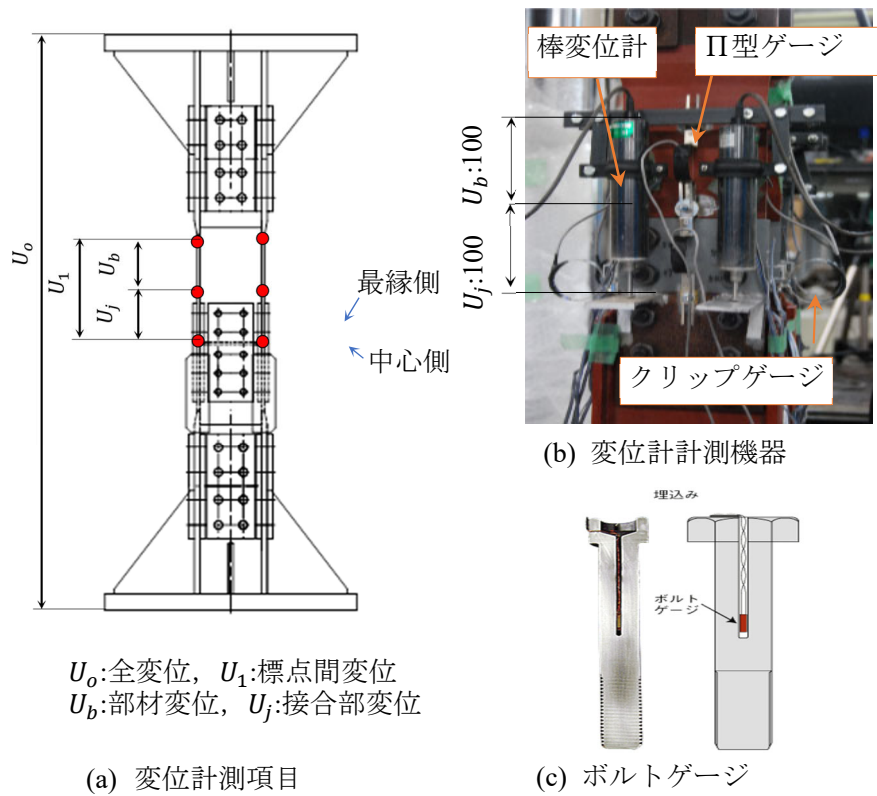 U_o
U_1
U_b
U_j
最縁側
中心側
U_o:全変位, U_1:標点間変位
U_b:部材変位, U_j:接合部変位
(a) 変位計測項目
棒変位計
Π型ゲージ
U_b:100
U_j:100
クリップゲージ
(b) 変位計計測機器
埋込み
ボルト
ゲージ
(c) ボルトゲージ